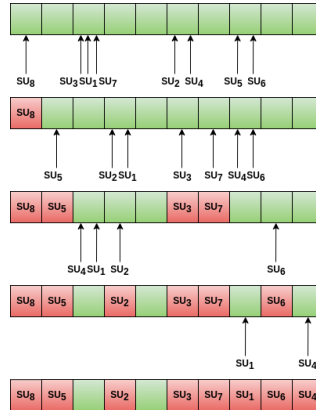 SU₈ SU₃ SU₁ SU₇ SU₂ SU₄ SU₅ SU₆
SU₈
SU₅ SU₂ SU₁ SU₃ SU₇ SU₄ SU₆
SU₈ SU₅ SU₃ SU₇
SU₄ SU₁ SU₂ SU₆
SU₈ SU₅ SU₂ SU₃ SU₇ SU₆
SU₁ SU₄
SU₈ SU₅ SU₂ SU₃ SU₇ SU₁ SU₆ SU₄